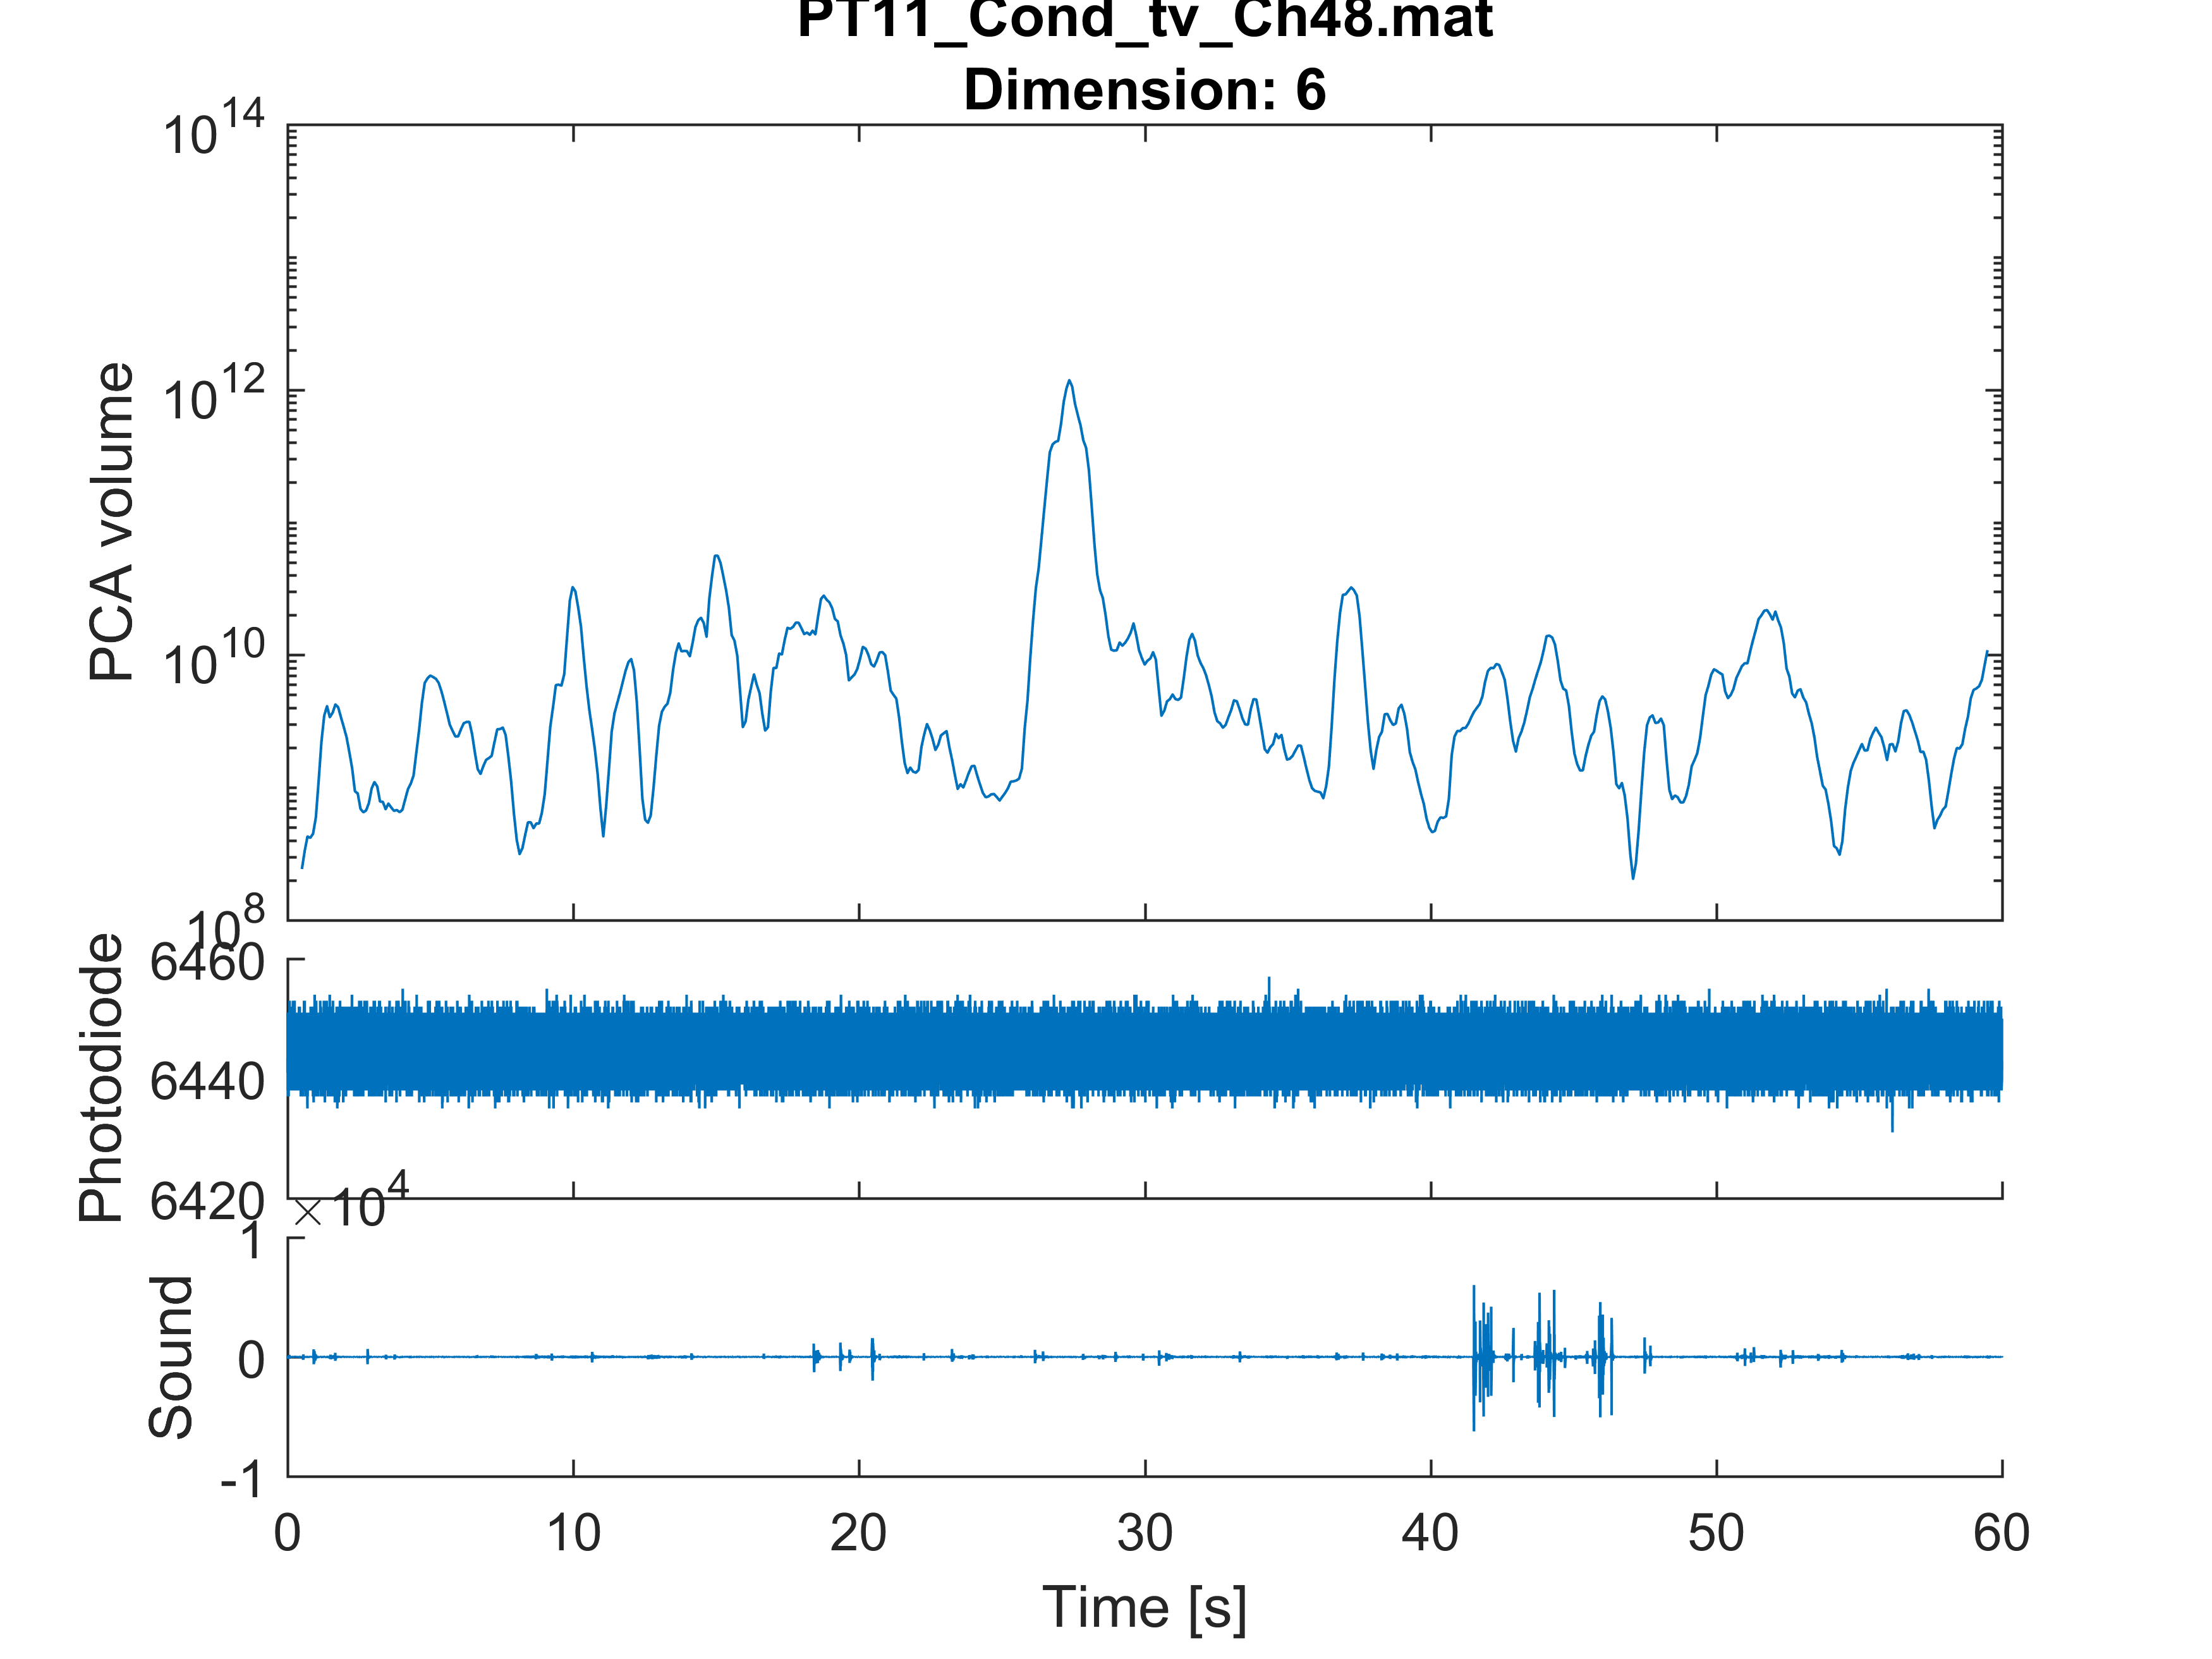 PT11_Cond_tv_Ch48.mat
Dimension: 6
10^14
10^12
10^10
10^8
PCA volume
6460
6440
6420
Photodiode
×10^4
1
0
-1
Sound
0 10 20 30 40 50 60
Time [s]